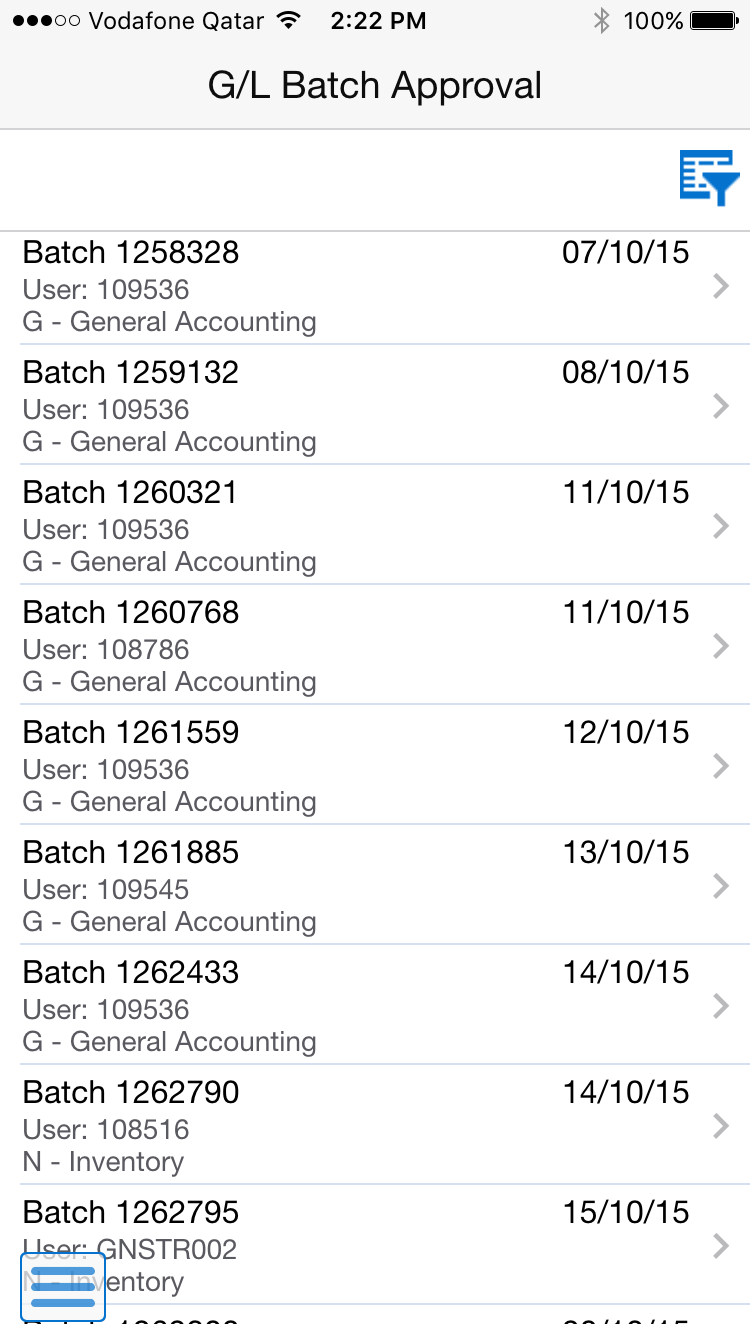 Vodafone Qatar 2:22 PM 100%
G/L Batch Approval
Batch 1258328 07/10/15
User: 109536
G - General Accounting
Batch 1259132 08/10/15
User: 109536
G - General Accounting
Batch 1260321 11/10/15
User: 109536
G - General Accounting
Batch 1260768 11/10/15
User: 108786
G - General Accounting
Batch 1261559 12/10/15
User: 109536
G - General Accounting
Batch 1261885 13/10/15
User: 109545
G - General Accounting
Batch 1262433 14/10/15
User: 109536
G - General Accounting
Batch 1262790 14/10/15
User: 108516
N - Inventory
Batch 1262795 15/10/15
User: GNSTR002
N - Inventory